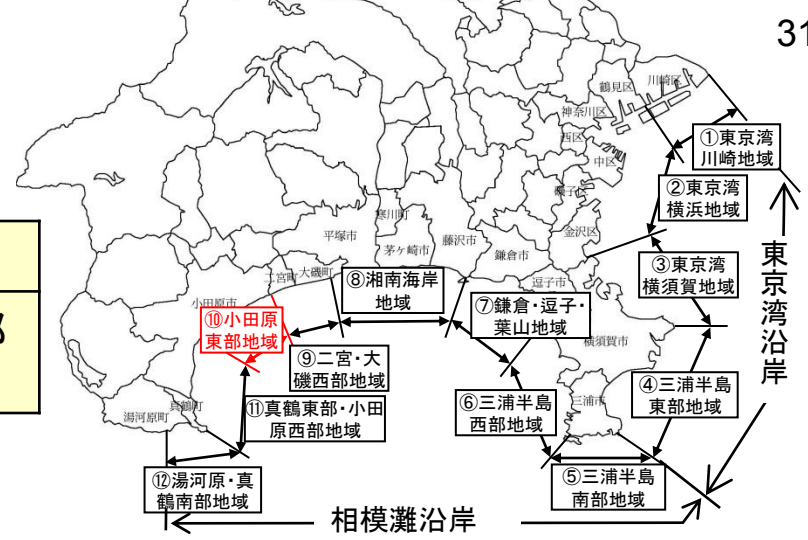 31
鶴見区
川崎区
神奈川区
西区
中区
磯子区
金沢区
①東京湾
川崎地域
②東京湾
横浜地域
③東京湾
横須賀地域
東京湾沿岸
寒川町
平塚市
茅ケ崎市
藤沢市
鎌倉市
逗子市
二宮町
大磯町
小田原市
⑧湘南海岸
地域
⑦鎌倉・逗子・
葉山地域
横須賀市
⑩小田原
東部地域
部
⑨二宮・大
磯西部地域
④三浦半島
東部地域
三浦市
⑥三浦半島
西部地域
真鶴町
湯河原町
⑪真鶴東部・小田
原西部地域
⑤三浦半島
南部地域
⑫湯河原・真
鶴南部地域
相模灘沿岸